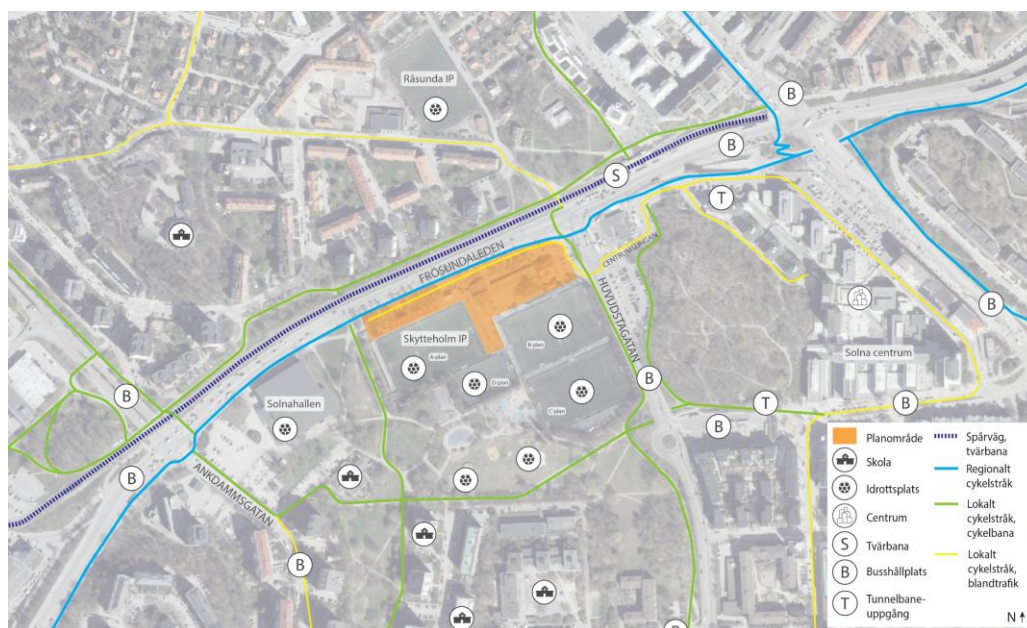 Råsunda IP
B
B
S
T
FRÖSUNDALEDEN
CENTRUMSLINGAN
HUVUDSTAGATAN
B
Skytteholm IP
A-plan
B-plan
D-plan
C-plan
Solna centrum
B
B
Solnahallen
T
B
B
B
ANKDAMMSGATAN
B
B
Planområde
Skola
Idrottsplats
Centrum
S
Tvärbana
B
Busshållplats
T
Tunnelbane-
uppgång
Spårväg,
tvärbana
Regionalt
cykelstråk
Lokalt
cykelstråk,
cykelbana
Lokalt
cykelstråk,
blandtrafik
N